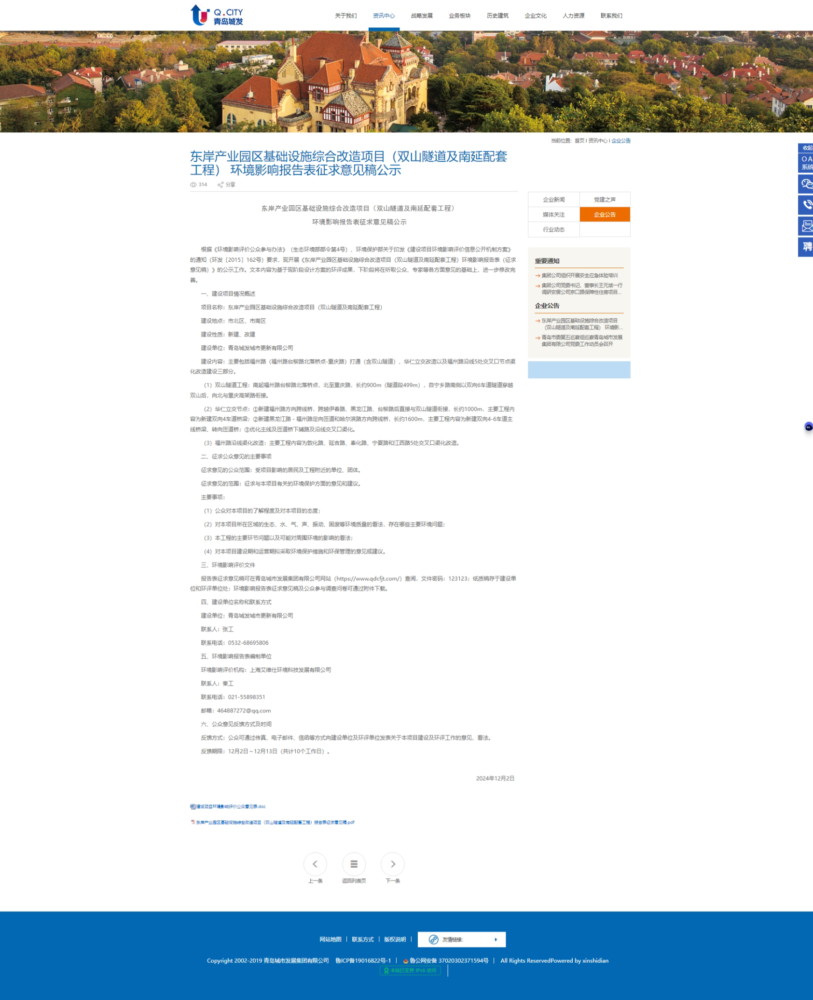 Q.CITY
青岛城发
关于我们 资讯中心 战略发展 业务板块 历史建筑 企业文化 人力资源 联系我们
当前位置：首页 I 资讯中心 I 企业公告
收起
OA
系统
聘
东岸产业园区基础设施综合改造项目（双山隧道及南延配套
工程） 环境影响报告表征求意见稿公示
314 分享
东岸产业园区基础设施综合改造项目（双山隧道及南延配套工程）
环境影响报告表征求意见稿公示
根据《环境影响评价公众参与办法》（生态环境部部令第4号）、环境保护部关于印发《建设项目环境影响评价信息公开机制方案》
的通知（环发〔2015〕162号）要求，现开展《东岸产业园区基础设施综合改造项目（双山隧道及南延配套工程）环境影响报告表（征求
意见稿）》的公示工作。文本内容为基于现阶段设计方案的环评成果，下阶段将在听取公众、专家等各方面意见的基础上，进一步修改完
善。
一、建设项目情况概述
项目名称：东岸产业园区基础设施综合改造项目（双山隧道及南延配套工程）
建设地点：市北区、市南区
建设性质：新建、改建
建设单位：青岛城发城市更新有限公司
建设内容：主要包括福州路（福州路台柳路北落桥点-重庆路）打通（含双山隧道）、华仁立交改造以及福州路沿线5处交叉口节点渠
化改造建设三部分。
（1）双山隧道工程：南起福州路台柳路北落桥点，北至重庆路，长约900m（隧道段499m），自宁乡路南侧以双向6车道隧道穿越
双山后，向北与重庆高架路衔接。
（2）华仁立交节点：①新建福州路方向跨线桥，跨越伊春路、黑龙江路、台柳路后直接与双山隧道衔接，长约1000m，主要工程内
容为新建双向4车道桥梁；②新建黑龙江路－福州路定向匝道和哈尔滨路方向跨线桥，长约1600m，主要工程内容为新建双向4-6车道主
线桥梁、转向匝道桥；③优化主线及匝道桥下辅路及沿线交叉口渠化。
（3）福州路沿线渠化改造：主要工程内容为敦化路、延吉路、奉化路、宁夏路和江西路5处交叉口渠化改造。
二、征求公众意见的主要事项
征求意见的公众范围：受项目影响的居民及工程附近的单位、团体。
征求意见的范围：征求与本项目有关的环境保护方面的意见和建议。
主要事项：
（1）公众对本项目的了解程度及对本项目的态度；
（2）对本项目所在区域的生态、水、气、声、振动、固废等环境质量的看法，存在哪些主要环境问题；
（3）本工程的主要环节问题以及可能对周围环境的影响的看法；
（4）对本项目建设期和运营期拟采取环境保护措施和环保管理的意见或建议。
三、环境影响评价文件
报告表征求意见稿可在青岛城市发展集团有限公司网站（https://www.qdcfjt.com/）查阅，文件密码：123123；纸质稿存于建设单
位和环评单位处；环境影响报告表征求意见稿及公众参与调查问卷可通过附件下载。
四、建设单位名称和联系方式
建设单位：青岛城发城市更新有限公司
联系人：张工
联系电话：0532-68695806
五、环境影响报告表编制单位
环境影响评价机构：上海艾维仕环境科技发展有限公司
联系人：秦工
联系电话：021-55898351
邮箱：464887272@qq.com
六、公众意见反馈方式及时间
反馈方式：公众可通过传真、电子邮件、信函等方式向建设单位及环评单位发表关于本项目建设及环评工作的意见、看法。
反馈期限：12月2日～12月13日（共计10个工作日）。
2024年12月2日
建设项目环境影响评价公众意见表.doc
东岸产业园区基础设施综合改造项目（双山隧道及南延配套工程）报告表征求意见稿.pdf
上一条 返回列表页 下一条
企业新闻 党建之声
媒体关注 企业公告
行业动态
重要通知
集团公司组织开展安全应急体验培训
集团公司党委书记、董事长王元斌一行
调研安居公司京口路保障性住房项目...
企业公告
东岸产业园区基础设施综合改造项目
（双山隧道及南延配套工程） 环境影...
青岛市委第五巡察组巡察青岛城市发展
集团有限公司党委工作动员会召开
网站地图 | 联系方式 | 版权说明 | 友情链接:
Copyright 2002-2019 青岛城市发展集团有限公司 鲁ICP备19016822号-1 | 鲁公网安备 37020302371594号 | All Rights ReservedPowered by xinshidian
本站已支持 IPv6 访问